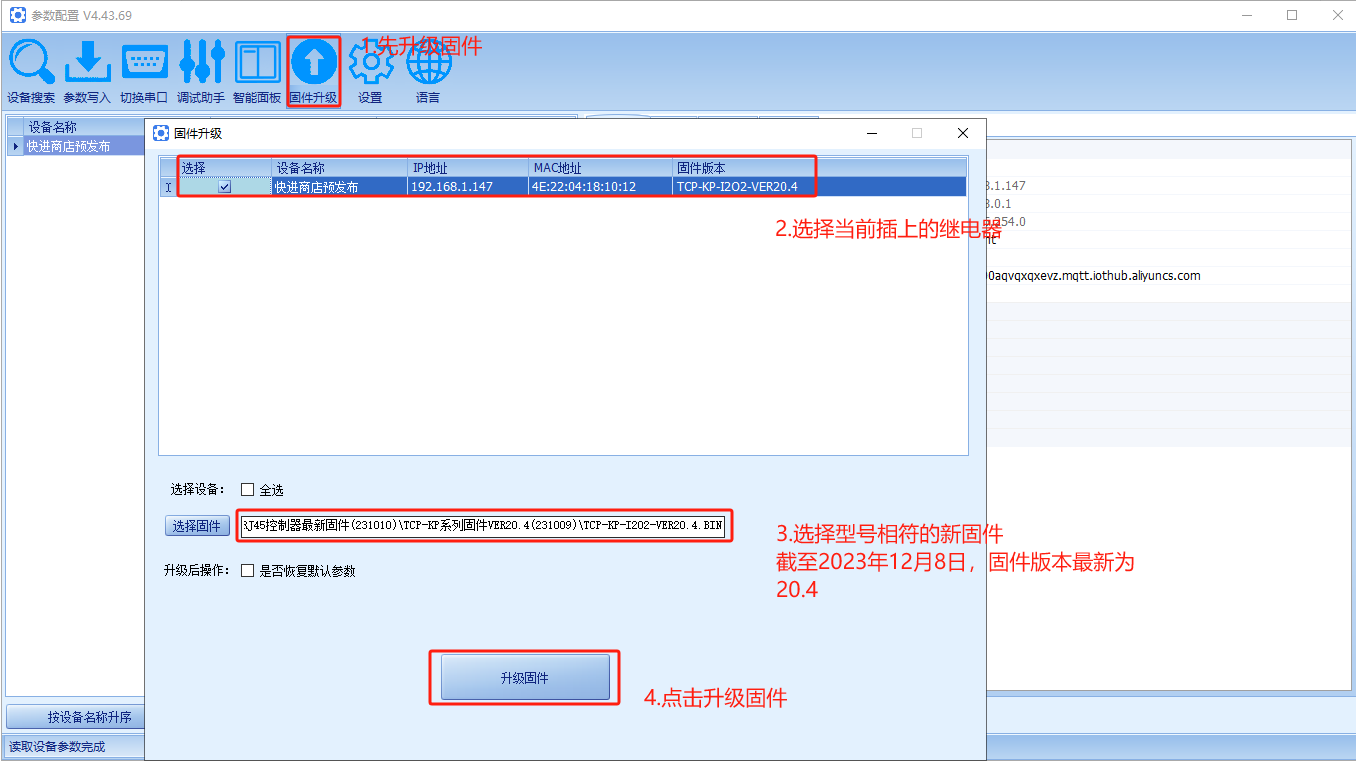 参数配置 V4.43.69
1.先升级固件
设备搜索 参数写入 切换串口 调试助手 智能面板 固件升级 设置 语言
设备名称
快进商店预发布
固件升级
选择 设备名称 IP地址 MAC地址 固件版本
快进商店预发布 192.168.1.147 4E:22:04:18:10:12 TCP-KP-I2O2-VER20.4
3.1.147
3.0.1
254.0
2.选择当前插上的继电器
00aqvqxqxevz.mqtt.iothub.aliyuncs.com
选择设备: 全选
选择固件 RJ45控制器最新固件(231010)\TCP-KP系列固件VER20.4(231009)\TCP-KP-I2O2-VER20.4.BIN
3.选择型号相符的新固件
截至2023年12月8日，固件版本最新为
20.4
升级后操作: 是否恢复默认参数
升级固件
4.点击升级固件
按设备名称升序
读取设备参数完成